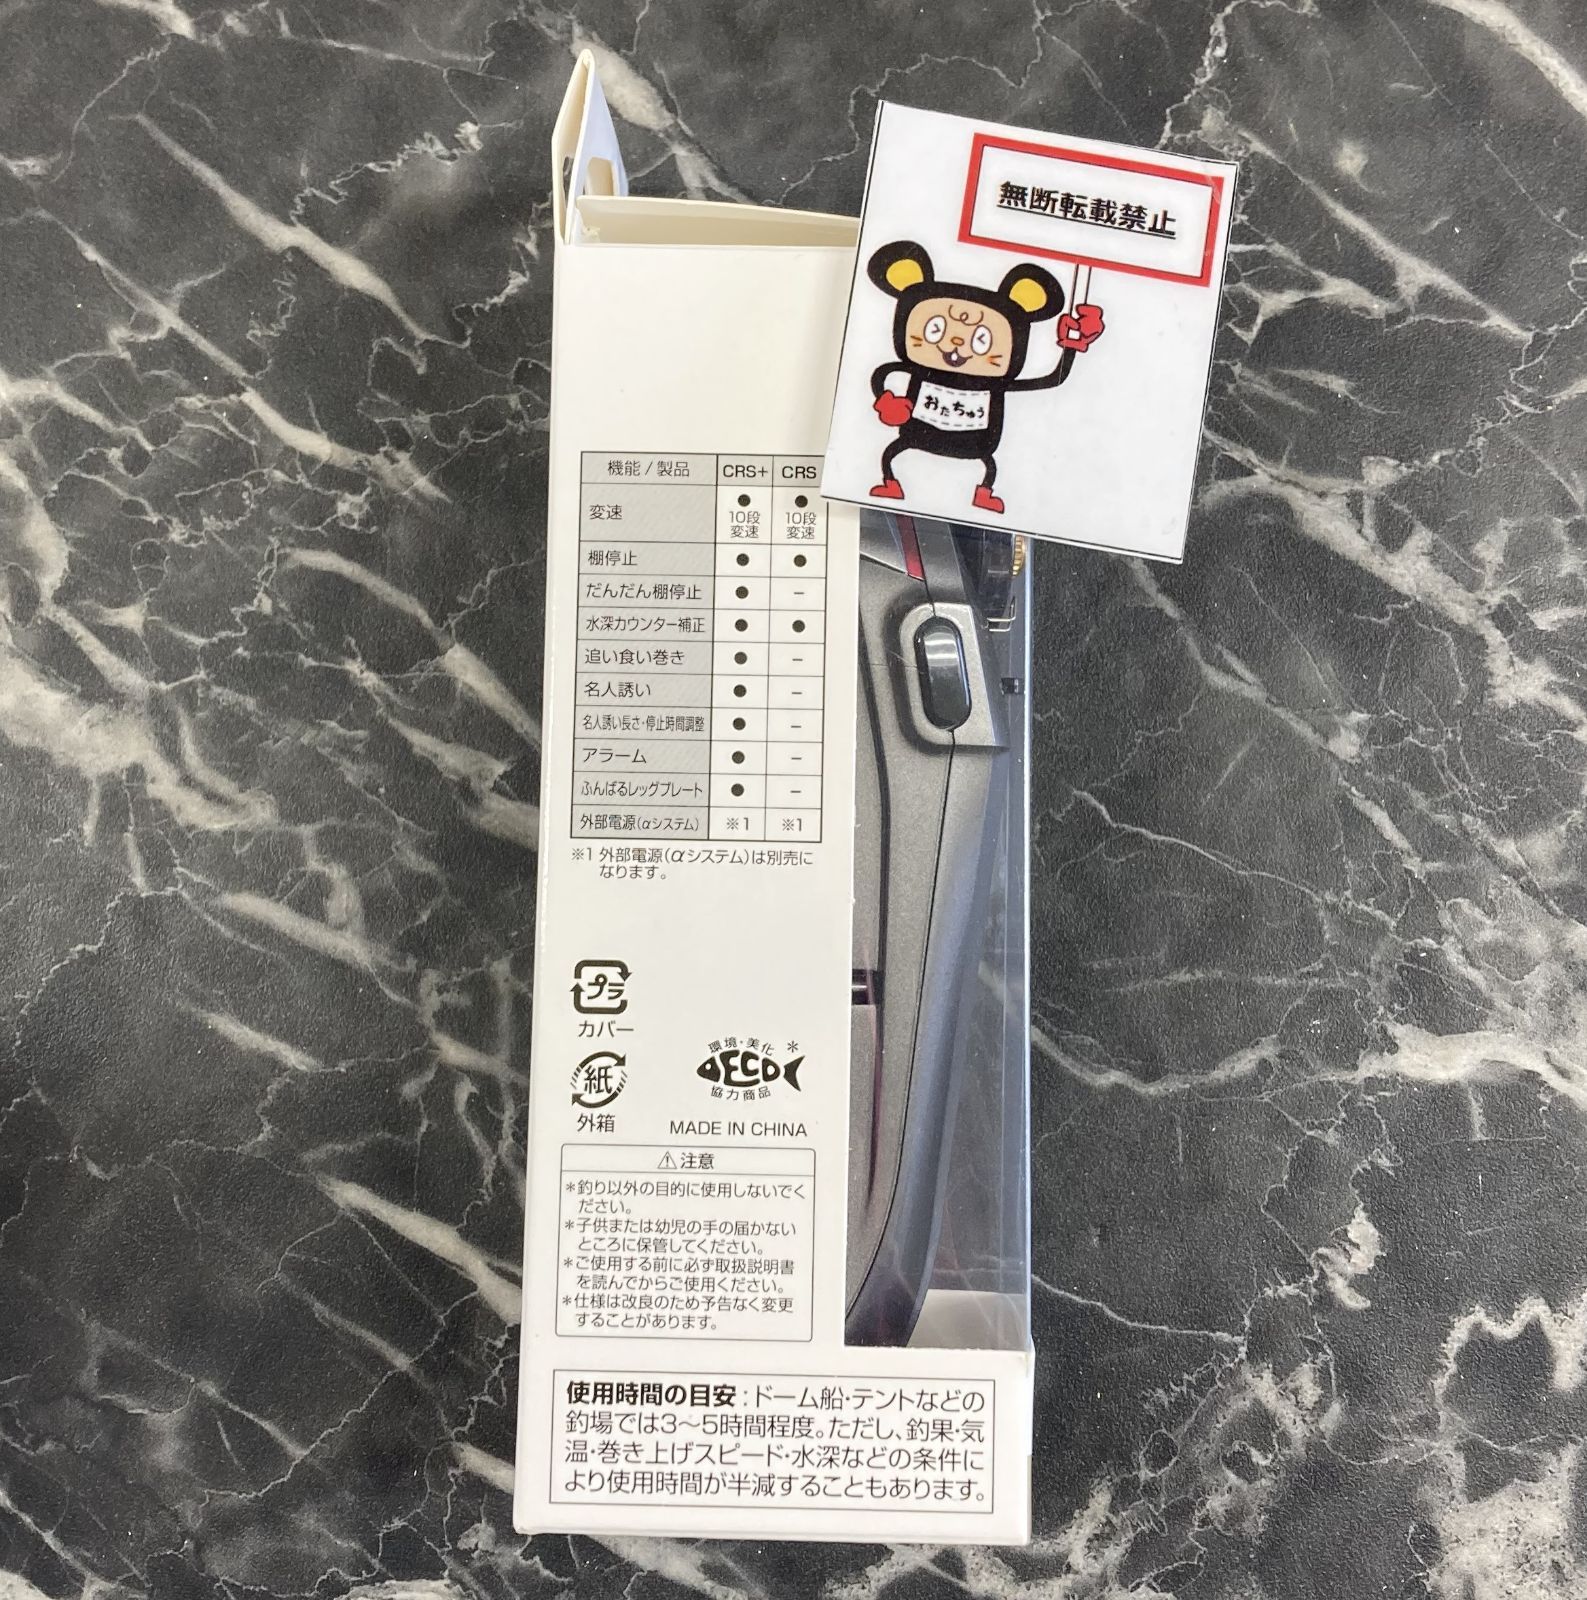 無断転載禁止
おたちゅう
機能/製品 CRS+ CRS
変速 ● 10段変速 ● 10段変速
棚停止 ● ●
だんだん棚停止 ● −
水深カウンター補正 ● ●
追い食い巻き ● −
名人誘い ● −
名人誘い長さ・停止時間調整 ● −
アラーム ● −
ふんばるレッグプレート ● −
外部電源(αシステム) ※1 ※1
※1 外部電源(αシステム)は別売に
なります。
プラ
カバー
紙
外箱
環境・美化
ECO
協力商品
*
MADE IN CHINA
⚠注意
*釣り以外の目的に使用しないでく
ださい。
*子供または幼児の手の届かない
ところに保管してください。
*ご使用する前に必ず取扱説明書
を読んでからご使用ください。
*仕様は改良のため予告なく変更
することがあります。
使用時間の目安:ドーム船・テントなどの
釣場では3〜5時間程度。ただし、釣果・気
温・巻き上げスピード・水深などの条件に
より使用時間が半減することもあります。